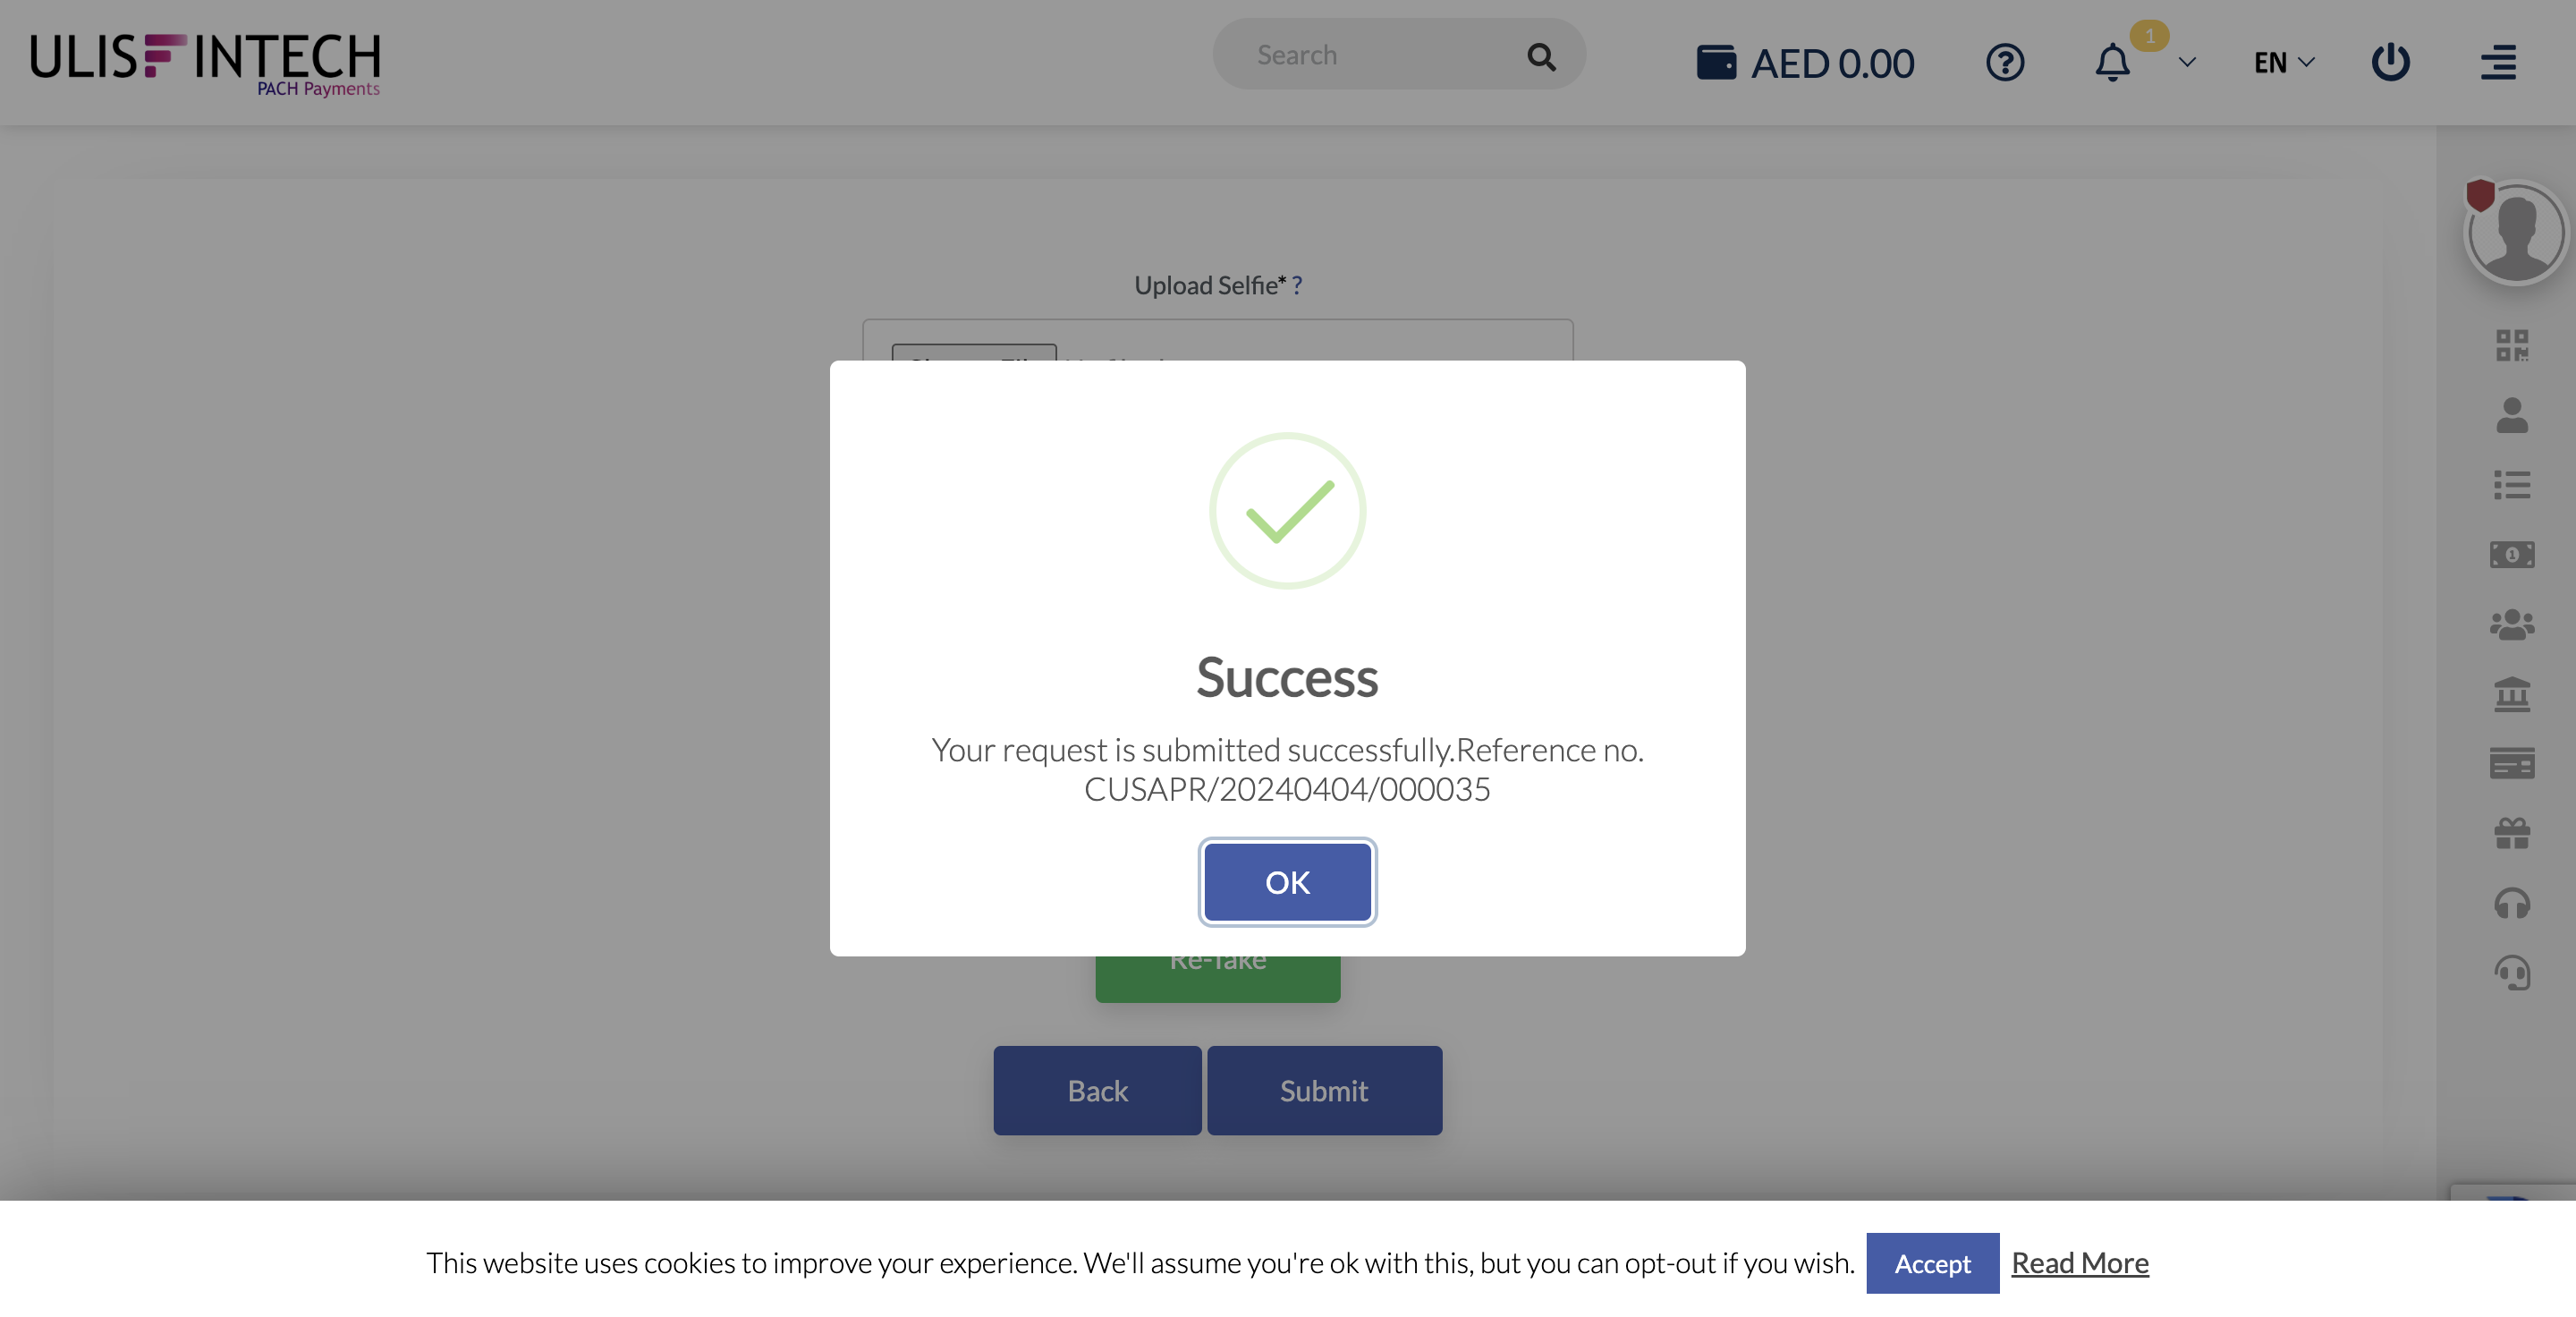 ULISFINTECH
PACH Payments
Search
AED 0.00
1
EN
Upload Selfie* ?
Success
Your request is submitted successfully.Reference no.
CUSAPR/20240404/000035
OK
Re-Take
Back
Submit
This website uses cookies to improve your experience. We'll assume you're ok with this, but you can opt-out if you wish.
Accept
Read More